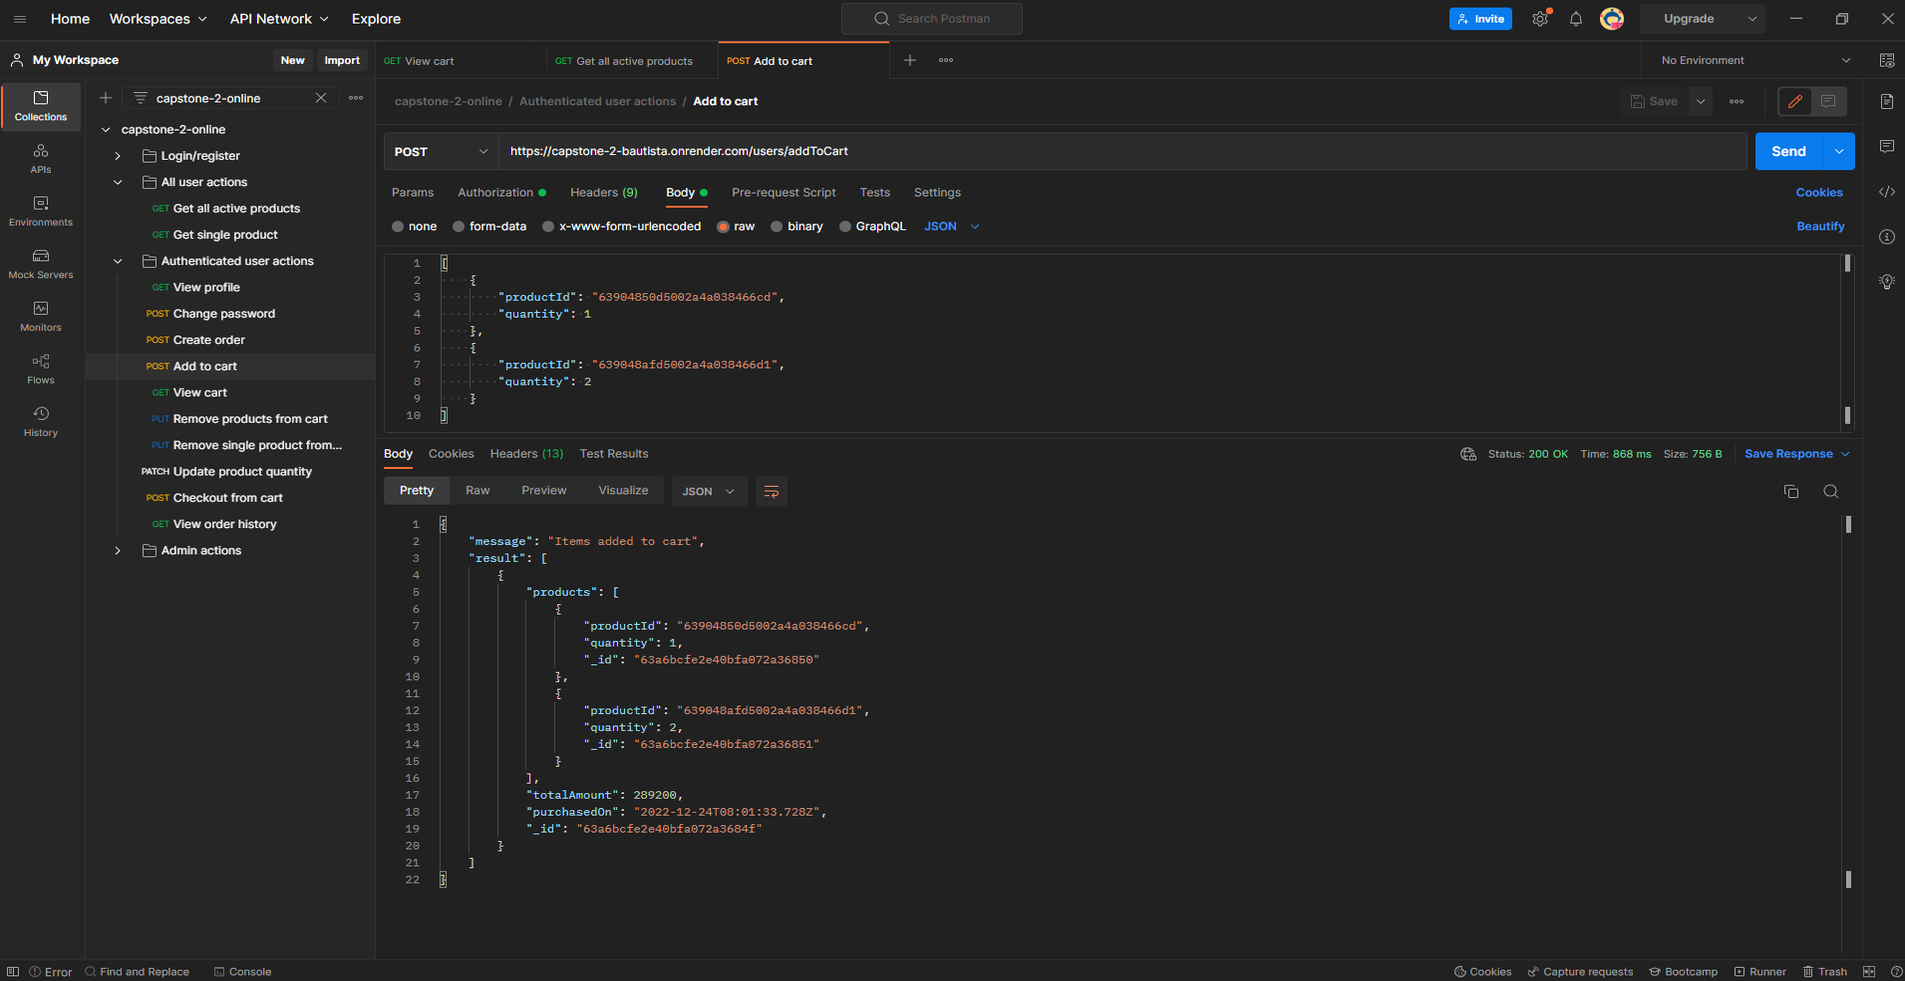 Home Workspaces API Network Explore Search Postman Invite Upgrade
My Workspace New Import GET View cart GET Get all active products POST Add to cart No Environment
capstone-2-online
capstone-2-online / Authenticated user actions / Add to cart Save
Collections
APIs
Environments
Mock Servers
Monitors
Flows
History
capstone-2-online
Login/register
All user actions
GET Get all active products
GET Get single product
Authenticated user actions
GET View profile
POST Change password
POST Create order
POST Add to cart
GET View cart
PUT Remove products from cart
PUT Remove single product from...
PATCH Update product quantity
POST Checkout from cart
GET View order history
Admin actions
POST https://capstone-2-bautista.onrender.com/users/addToCart Send
Params Authorization Headers (9) Body Pre-request Script Tests Settings Cookies
none form-data x-www-form-urlencoded raw binary GraphQL JSON Beautify
1 [
2 {
3 "productId": "63904850d5002a4a038466cd",
4 "quantity": 1
5 },
6 {
7 "productId": "639048afd5002a4a038466d1",
8 "quantity": 2
9 }
10 ]
Body Cookies Headers (13) Test Results Status: 200 OK Time: 868 ms Size: 756 B Save Response
Pretty Raw Preview Visualize JSON
1 {
2 "message": "Items added to cart",
3 "result": [
4 {
5 "products": [
6 {
7 "productId": "63904850d5002a4a038466cd",
8 "quantity": 1,
9 "_id": "63a6bcfe2e40bfa072a36850"
10 },
11 {
12 "productId": "639048afd5002a4a038466d1",
13 "quantity": 2,
14 "_id": "63a6bcfe2e40bfa072a36851"
15 }
16 ],
17 "totalAmount": 289200,
18 "purchasedOn": "2022-12-24T08:01:33.728Z",
19 "_id": "63a6bcfe2e40bfa072a3684f"
20 }
21 ]
22 }
Error Find and Replace Console Cookies Capture requests Bootcamp Runner Trash